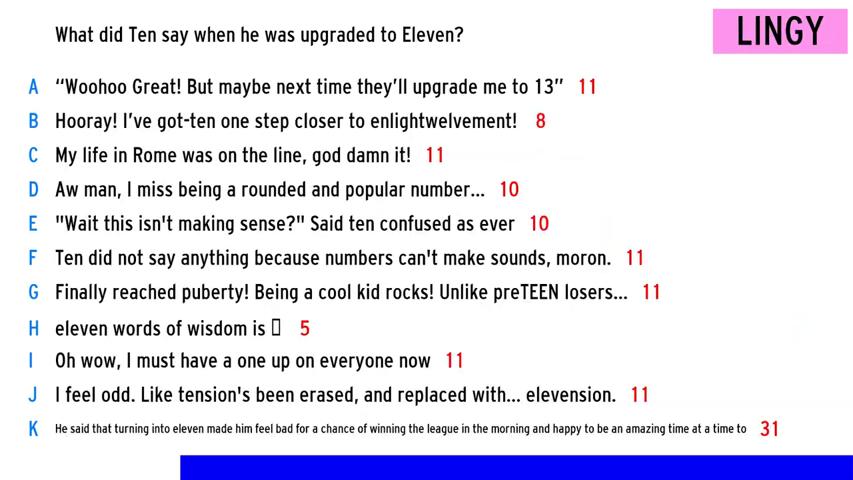 What did Ten say when he was upgraded to Eleven?
LINGY
A “Woohoo Great! But maybe next time they’ll upgrade me to 13” 11
B Hooray! I’ve got-ten one step closer to enlightwelvement! 8
C My life in Rome was on the line, god damn it! 11
D Aw man, I miss being a rounded and popular number... 10
E "Wait this isn't making sense?" Said ten confused as ever 10
F Ten did not say anything because numbers can't make sounds, moron. 11
G Finally reached puberty! Being a cool kid rocks! Unlike preTEEN losers... 11
H eleven words of wisdom is 5
I Oh wow, I must have a one up on everyone now 11
J I feel odd. Like tension's been erased, and replaced with... elevension. 11
K He said that turning into eleven made him feel bad for a chance of winning the league in the morning and happy to be an amazing time at a time to 31